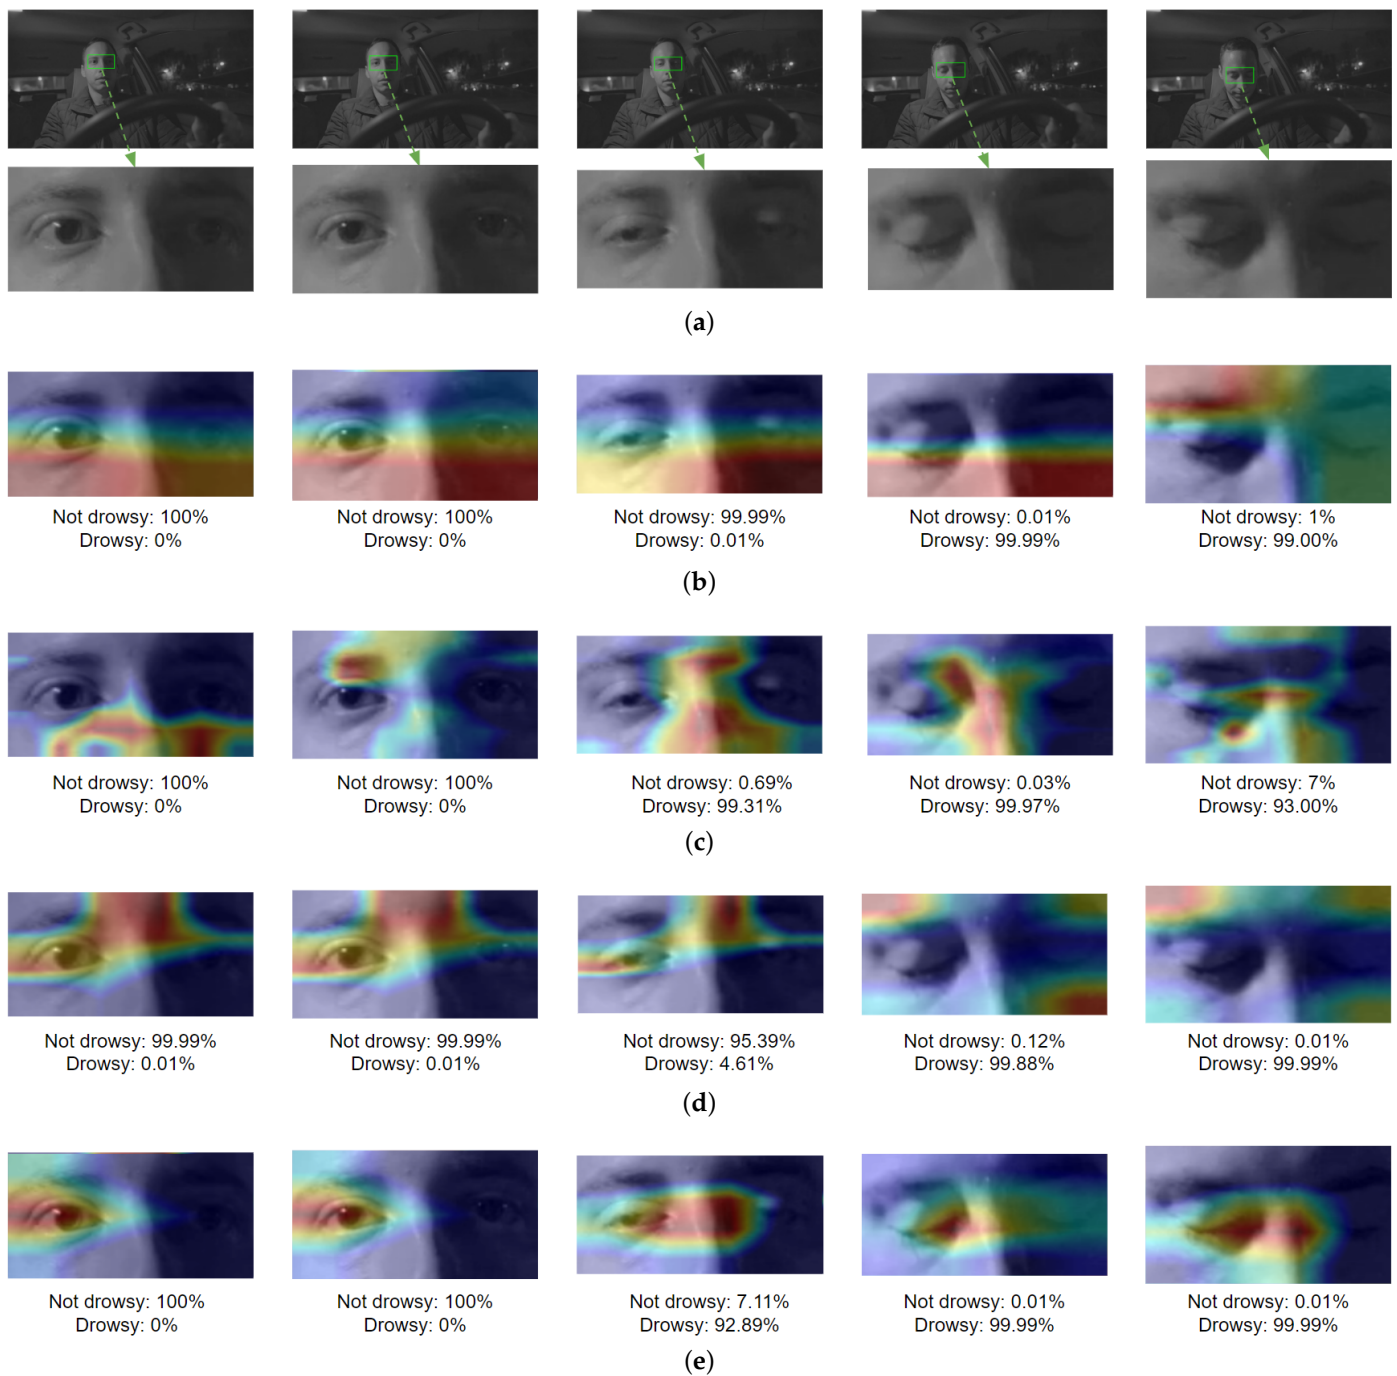 (a)
Not drowsy: 100% Not drowsy: 100% Not drowsy: 99.99% Not drowsy: 0.01% Not drowsy: 1%
Drowsy: 0% Drowsy: 0% Drowsy: 0.01% Drowsy: 99.99% Drowsy: 99.00%
(b)
Not drowsy: 100% Not drowsy: 100% Not drowsy: 0.69% Not drowsy: 0.03% Not drowsy: 7%
Drowsy: 0% Drowsy: 0% Drowsy: 99.31% Drowsy: 99.97% Drowsy: 93.00%
(c)
Not drowsy: 99.99% Not drowsy: 99.99% Not drowsy: 95.39% Not drowsy: 0.12% Not drowsy: 0.01%
Drowsy: 0.01% Drowsy: 0.01% Drowsy: 4.61% Drowsy: 99.88% Drowsy: 99.99%
(d)
Not drowsy: 100% Not drowsy: 100% Not drowsy: 7.11% Not drowsy: 0.01% Not drowsy: 0.01%
Drowsy: 0% Drowsy: 0% Drowsy: 92.89% Drowsy: 99.99% Drowsy: 99.99%
(e)